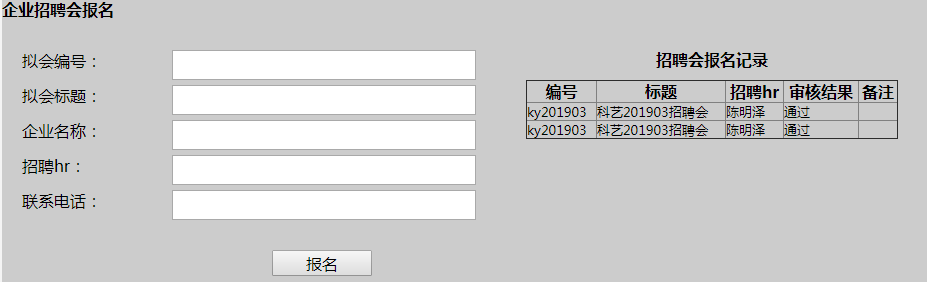 企业招聘会报名
拟会编号：
拟会标题：
企业名称：
招聘hr：
联系电话：
报名
招聘会报名记录
编号 标题 招聘hr 审核结果 备注
ky201903 科艺201903招聘会 陈明泽 通过
ky201903 科艺201903招聘会 陈明泽 通过